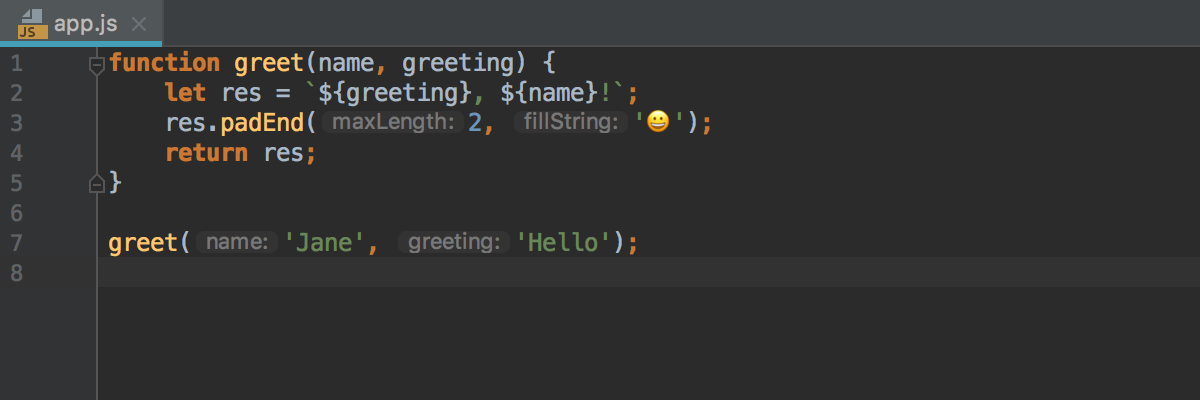 JS app.js
1 function greet(name, greeting) {
2 let res = `${greeting}, ${name}!`;
3 res.padEnd( maxLength: 2, fillString: '😀');
4 return res;
5 }
6
7 greet( name: 'Jane', greeting: 'Hello');
8